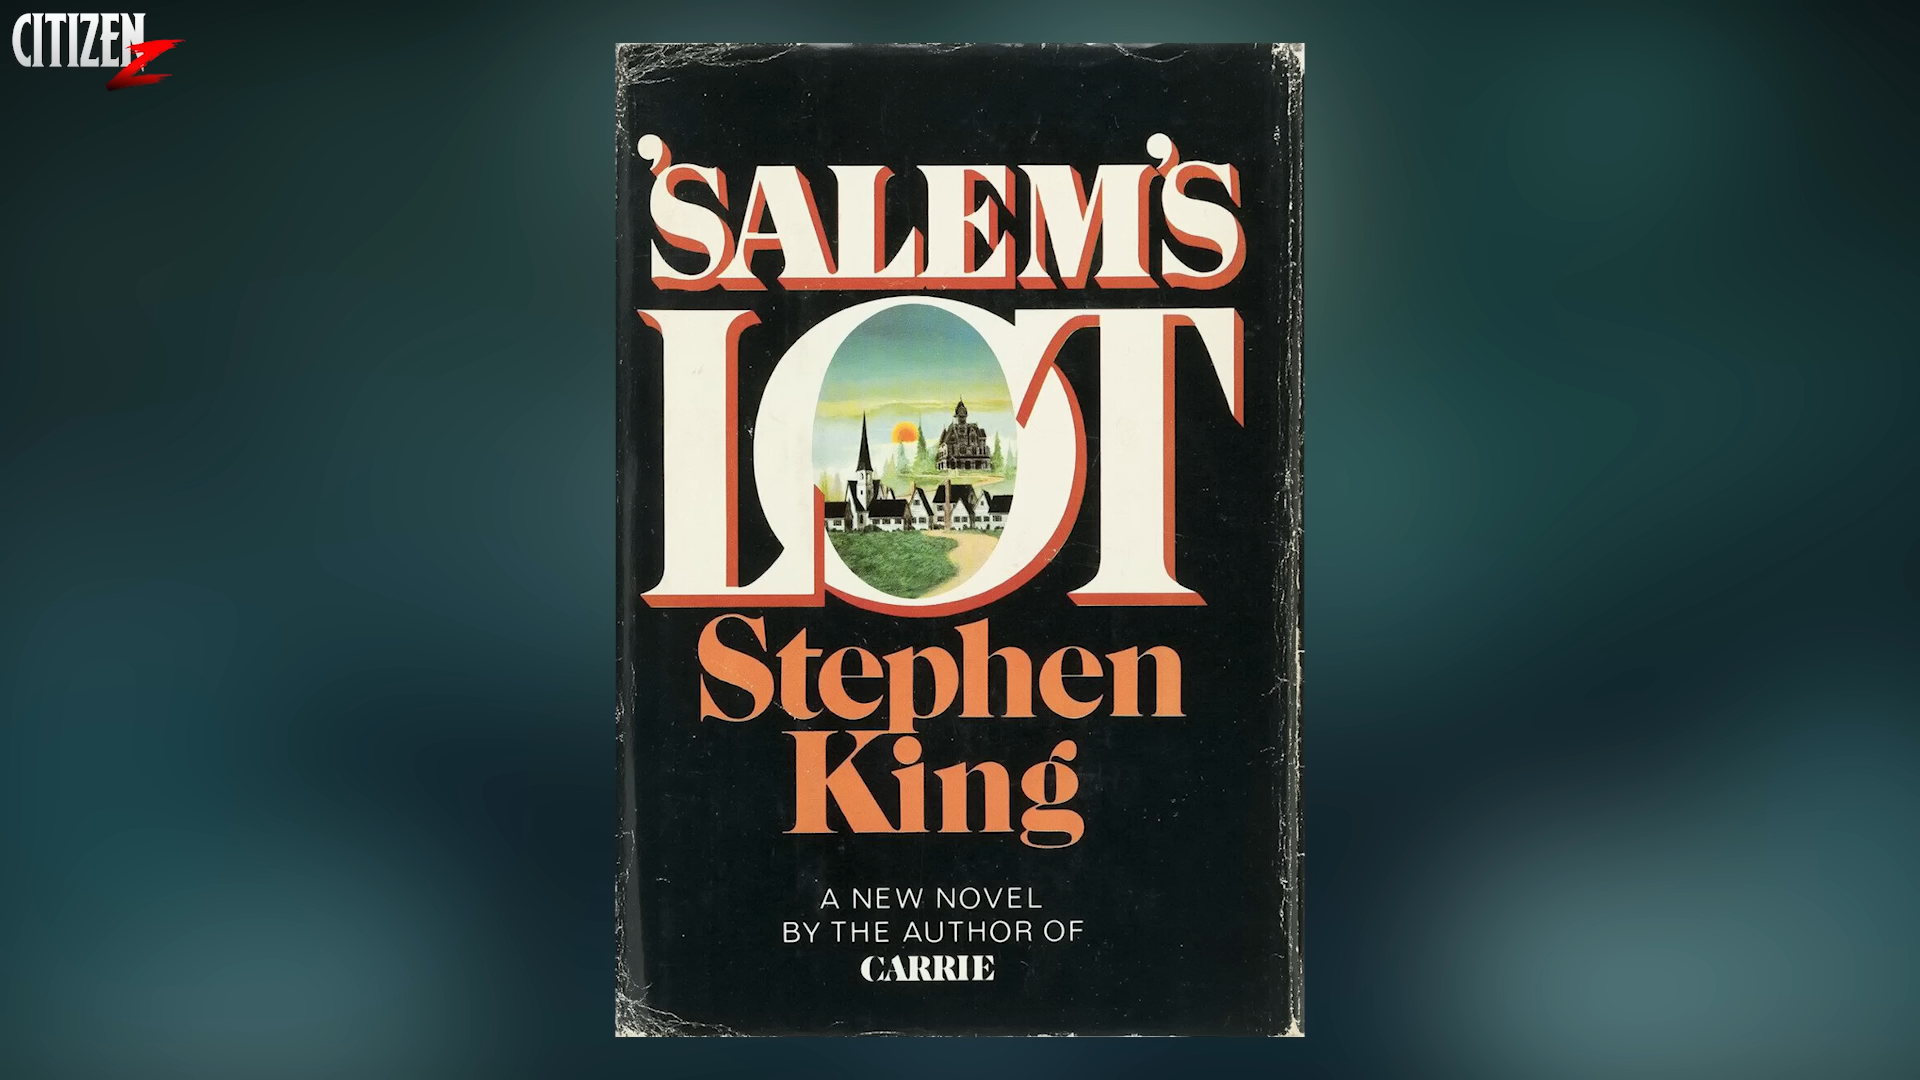 CITIZEN
Z
'SALEM'S
LOT
Stephen
King
A NEW NOVEL
BY THE AUTHOR OF
CARRIE